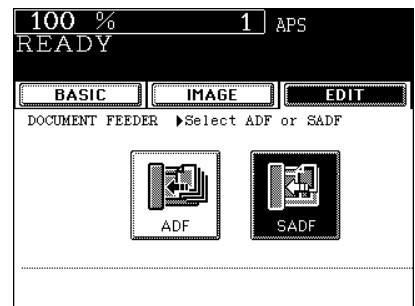 100 % 1 APS
READY
BASIC IMAGE EDIT
DOCUMENT FEEDER ▶Select ADF or SADF
ADF SADF